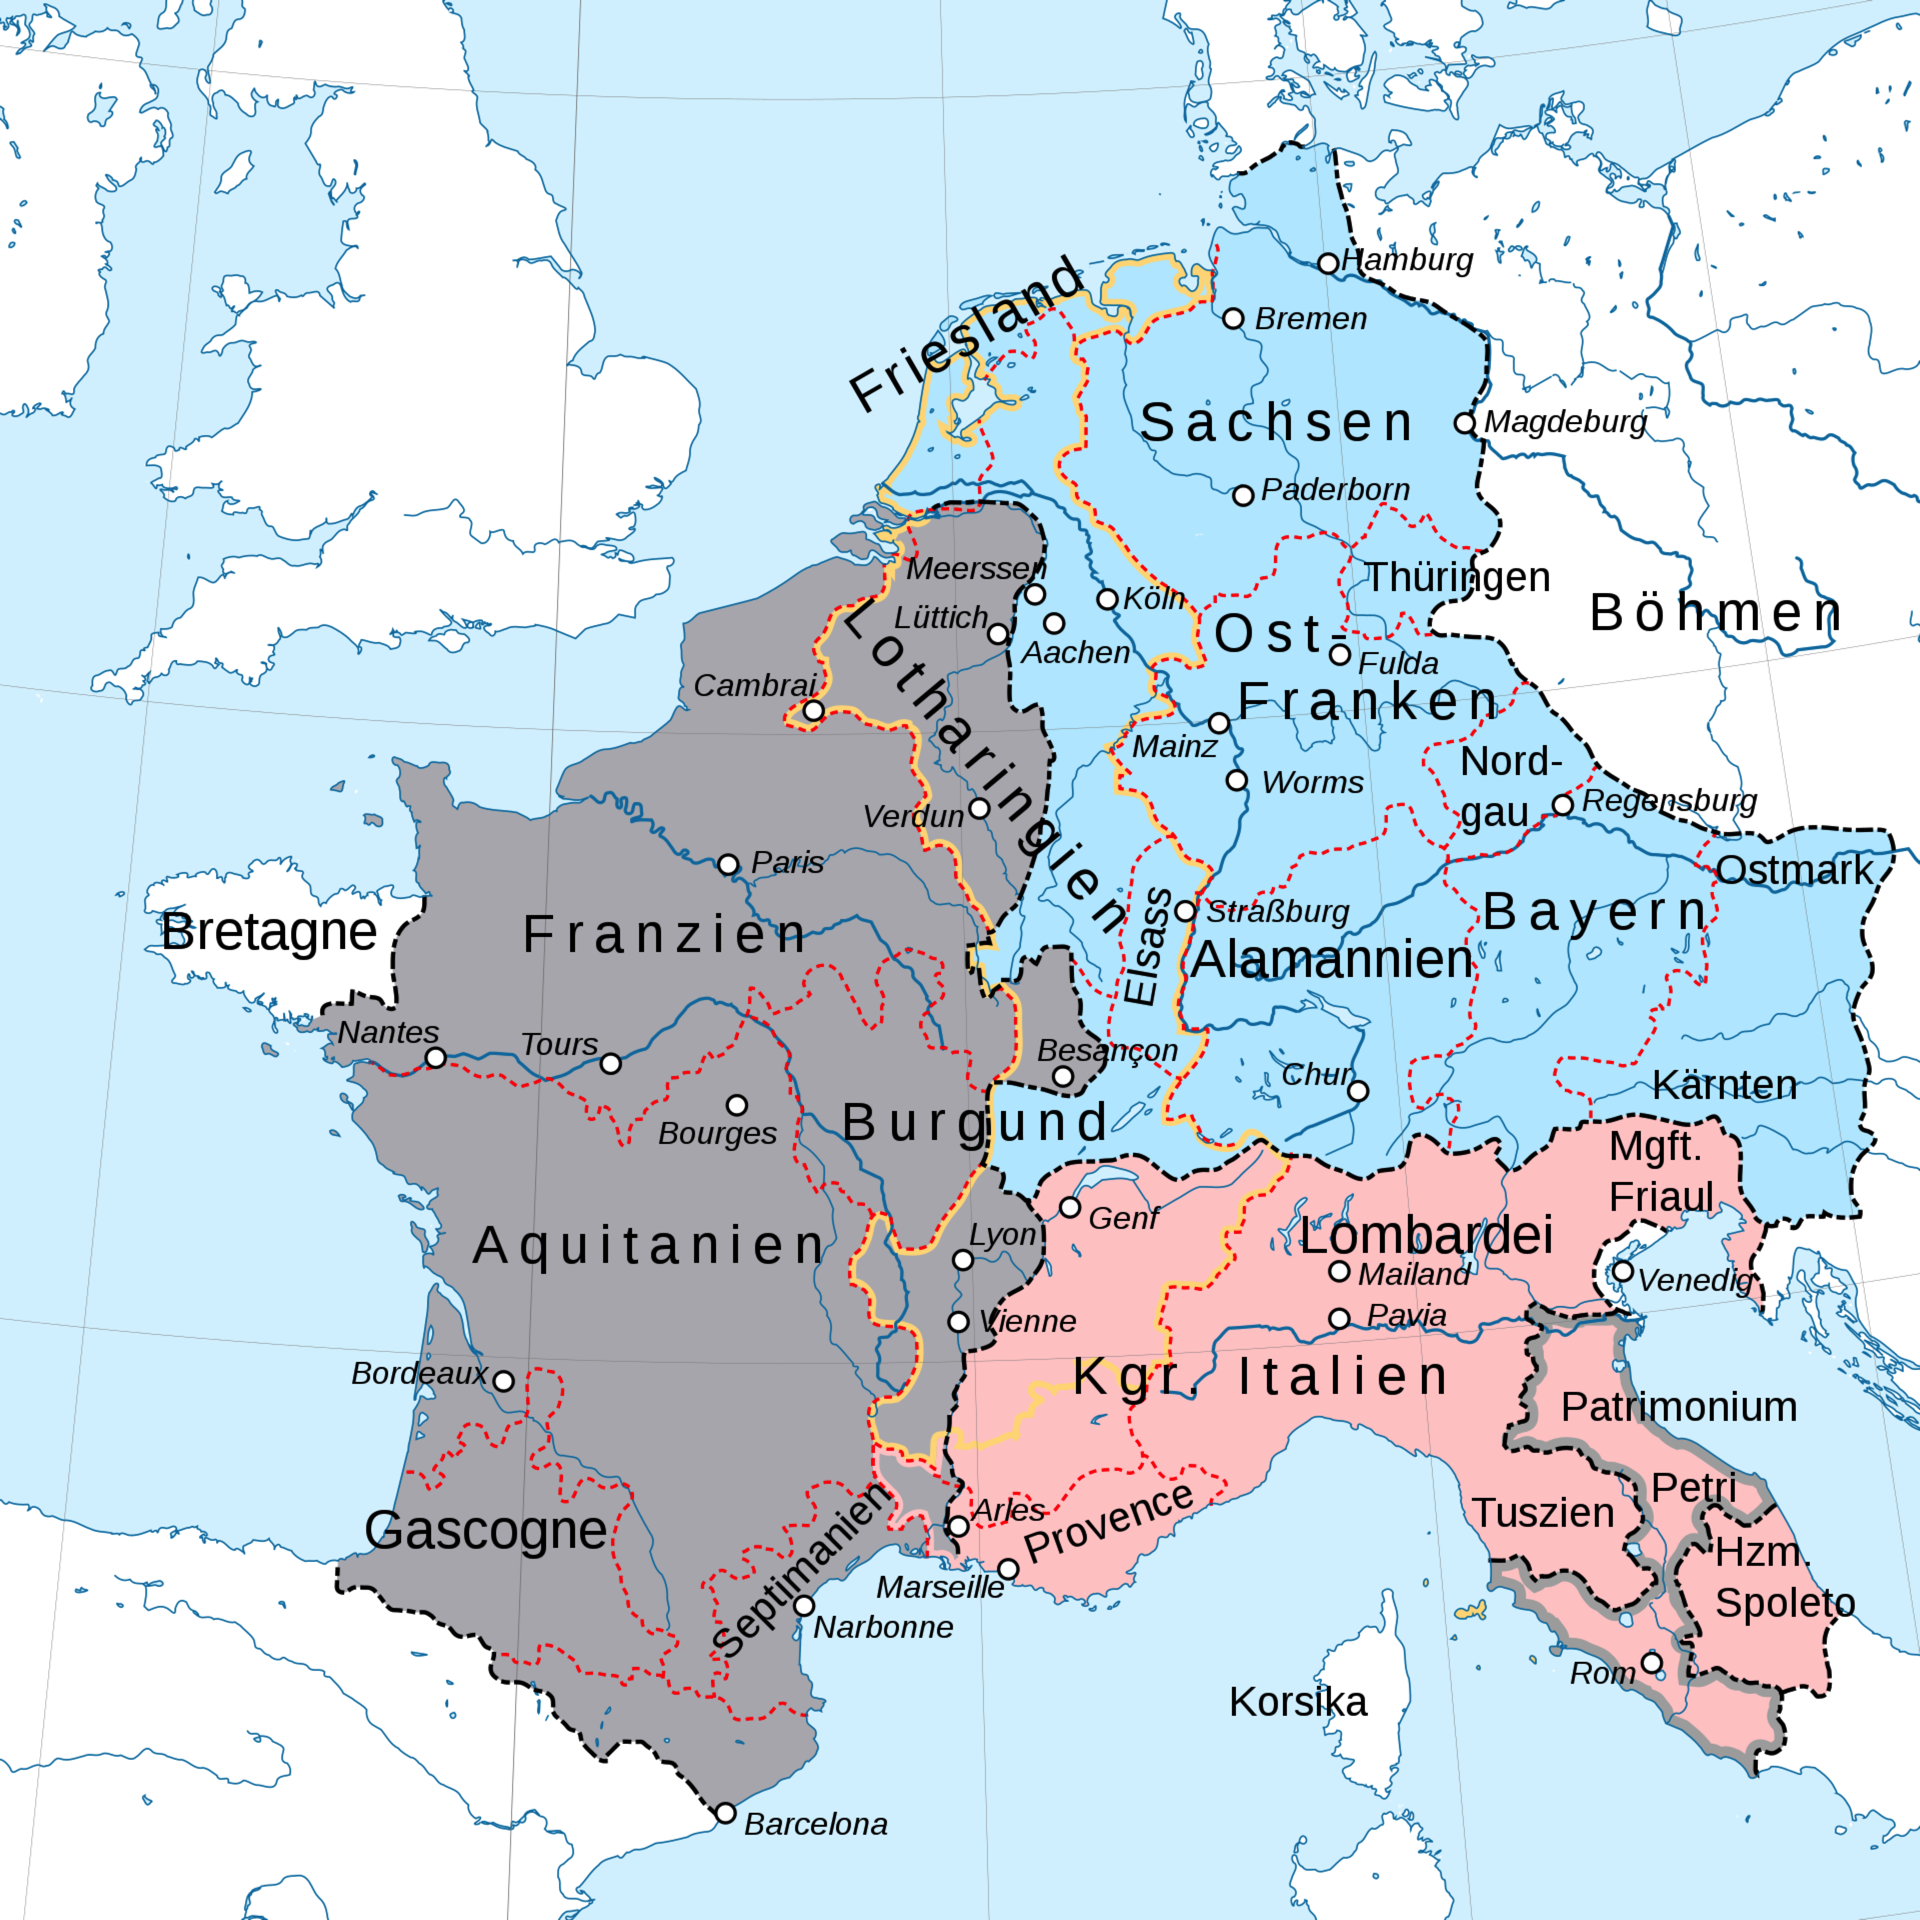 Hamburg
Friesland
Bremen
Sachsen
Magdeburg
Paderborn
Meerssen
Thüringen
Köln
Böhmen
Lüttich
Ost-
Aachen
Fulda
Lotharingien
Cambrai
Franken
Mainz
Nord-
Worms
gau
Regensburg
Verdun
Paris
Ostmark
Bretagne
Franzien
Elsass
Straßburg
Bayern
Alamannien
Nantes
Tours
Besançon
Chur
Kärnten
Bourges
Burgund
Mgft.
Friaul
Genf
Aquitanien
Lyon
Lombardei
Mailand
Venedig
Vienne
Pavia
Bordeaux
Kgr. Italien
Patrimonium
Petri
Gascogne
Septimanien
Arles
Provence
Tuszien
Hzm.
Spoleto
Marseille
Narbonne
Rom
Korsika
Barcelona